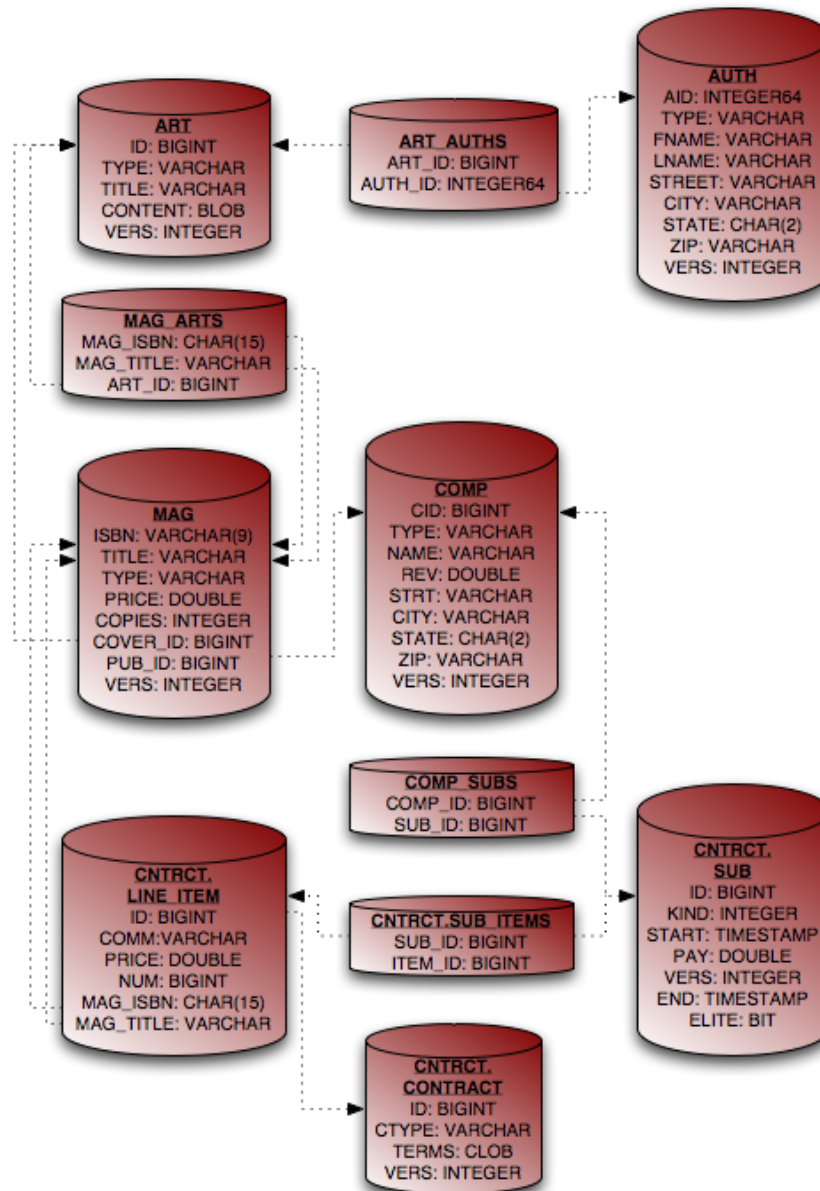 ART
ID: BIGINT
TYPE: VARCHAR
TITLE: VARCHAR
CONTENT: BLOB
VERS: INTEGER
ART_AUTHS
ART_ID: BIGINT
AUTH_ID: INTEGER64
AUTH
AID: INTEGER64
TYPE: VARCHAR
FNAME: VARCHAR
LNAME: VARCHAR
STREET: VARCHAR
CITY: VARCHAR
STATE: CHAR(2)
ZIP: VARCHAR
VERS: INTEGER
MAG_ARTS
MAG_ISBN: CHAR(15)
MAG_TITLE: VARCHAR
ART_ID: BIGINT
MAG
ISBN: VARCHAR(9)
TITLE: VARCHAR
TYPE: VARCHAR
PRICE: DOUBLE
COPIES: INTEGER
COVER_ID: BIGINT
PUB_ID: BIGINT
VERS: INTEGER
COMP
CID: BIGINT
TYPE: VARCHAR
NAME: VARCHAR
REV: DOUBLE
STRT: VARCHAR
CITY: VARCHAR
STATE: CHAR(2)
ZIP: VARCHAR
VERS: INTEGER
COMP_SUBS
COMP_ID: BIGINT
SUB_ID: BIGINT
CNTRCT.
LINE_ITEM
ID: BIGINT
COMM:VARCHAR
PRICE: DOUBLE
NUM: BIGINT
MAG_ISBN: CHAR(15)
MAG_TITLE: VARCHAR
CNTRCT.SUB_ITEMS
SUB_ID: BIGINT
ITEM_ID: BIGINT
CNTRCT.
SUB
ID: BIGINT
KIND: INTEGER
START: TIMESTAMP
PAY: DOUBLE
VERS: INTEGER
END: TIMESTAMP
ELITE: BIT
CNTRCT.
CONTRACT
ID: BIGINT
CTYPE: VARCHAR
TERMS: CLOB
VERS: INTEGER